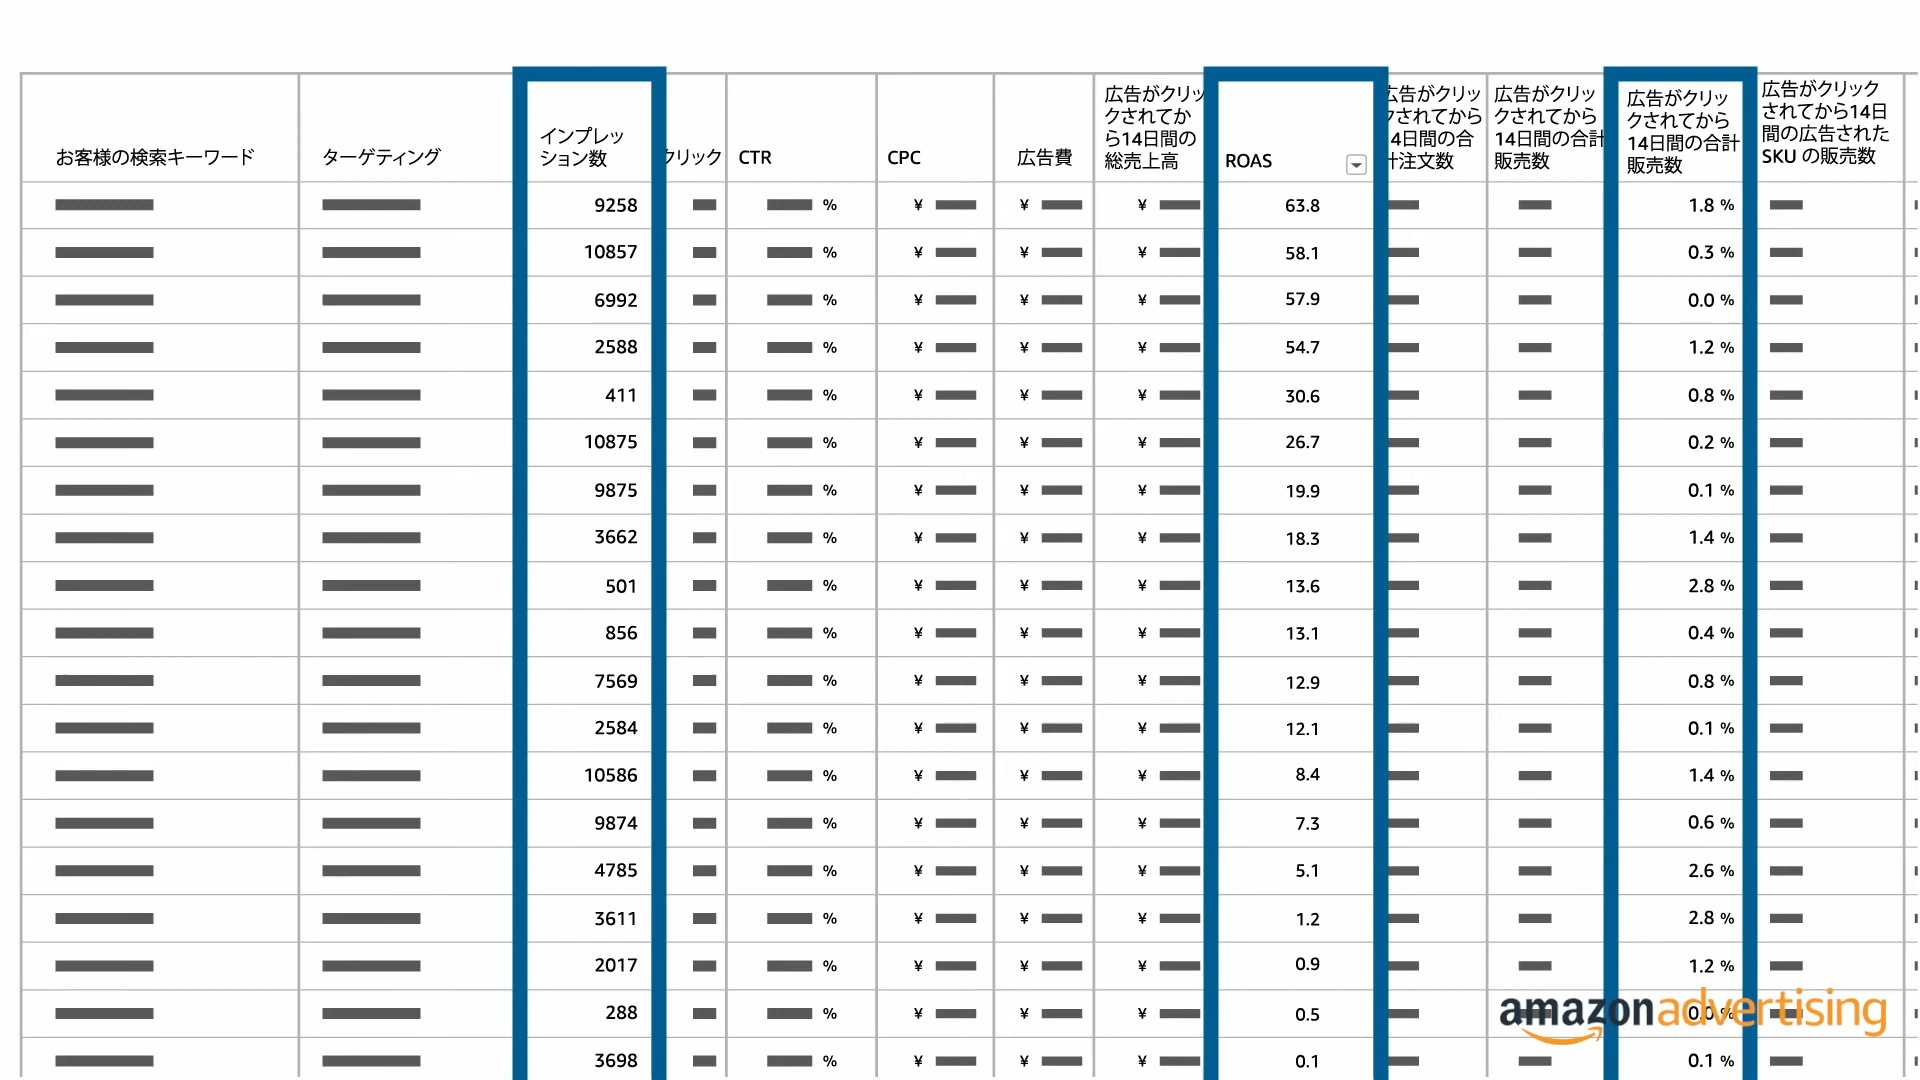 お客様の検索キーワード ターゲティング インプレッ
ション数 クリック CTR CPC 広告費 広告がクリッ
クされてか
ら14日間の
総売上高 ROAS 広告がクリッ
クされてから
14日間の合
計注文数 広告がクリッ
クされてから
14日間の合計
販売数 広告がクリッ
クされてから
14日間の合計
販売数 広告がクリック
されてから14日
間の広告された
SKU の販売数
9258 % ¥ ¥ ¥ 63.8 1.8 %
10857 % ¥ ¥ ¥ 58.1 0.3 %
6992 % ¥ ¥ ¥ 57.9 0.0 %
2588 % ¥ ¥ ¥ 54.7 1.2 %
411 % ¥ ¥ ¥ 30.6 0.8 %
10875 % ¥ ¥ ¥ 26.7 0.2 %
9875 % ¥ ¥ ¥ 19.9 0.1 %
3662 % ¥ ¥ ¥ 18.3 1.4 %
501 % ¥ ¥ ¥ 13.6 2.8 %
856 % ¥ ¥ ¥ 13.1 0.4 %
7569 % ¥ ¥ ¥ 12.9 0.8 %
2584 % ¥ ¥ ¥ 12.1 0.1 %
10586 % ¥ ¥ ¥ 8.4 1.4 %
9874 % ¥ ¥ ¥ 7.3 0.6 %
4785 % ¥ ¥ ¥ 5.1 2.6 %
3611 % ¥ ¥ ¥ 1.2 2.8 %
2017 % ¥ ¥ ¥ 0.9 1.2 %
288 % ¥ ¥ ¥ 0.5 0.0 %
amazon advertising
3698 % ¥ ¥ ¥ 0.1 0.1 %